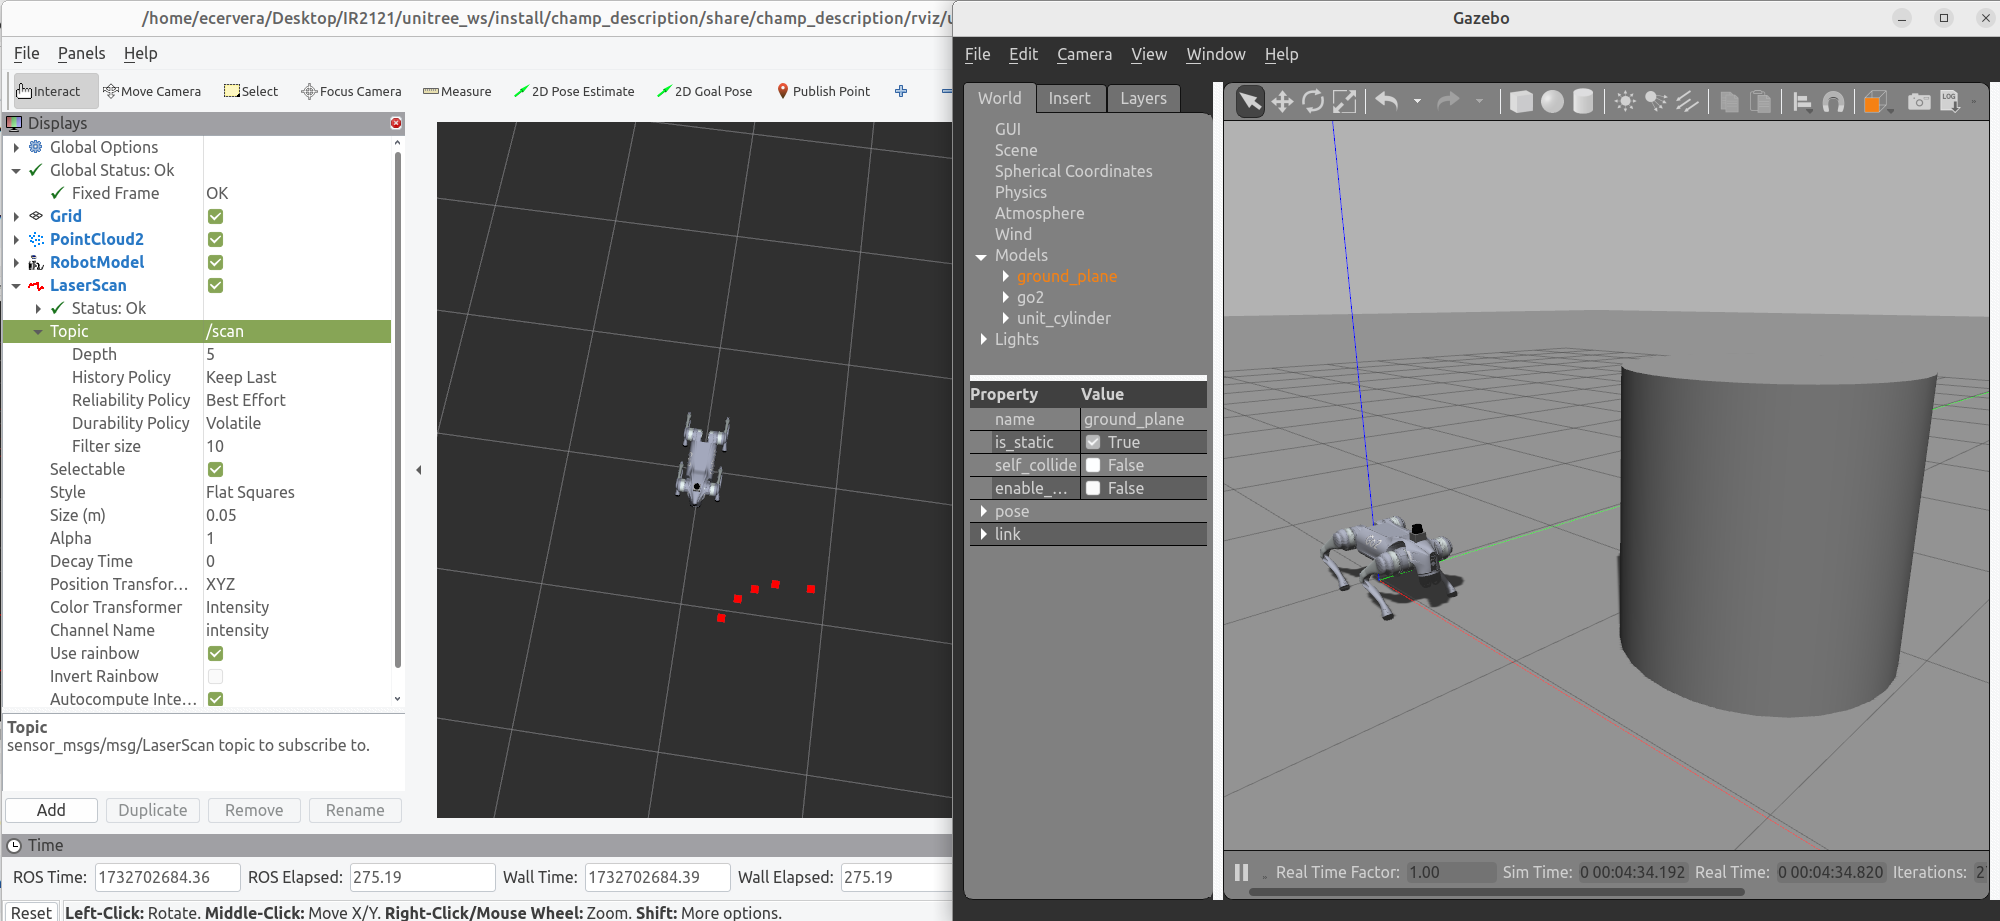 /home/ecervera/Desktop/IR2121/unitree_ws/install/champ_description/share/champ_description/rviz/u
File Panels Help
Interact Move Camera Select Focus Camera Measure 2D Pose Estimate 2D Goal Pose Publish Point
Displays
Global Options
Global Status: Ok
Fixed Frame OK
Grid
PointCloud2
RobotModel
LaserScan
Status: Ok
Topic /scan
Depth 5
History Policy Keep Last
Reliability Policy Best Effort
Durability Policy Volatile
Filter size 10
Selectable
Style Flat Squares
Size (m) 0.05
Alpha 1
Decay Time 0
Position Transfor... XYZ
Color Transformer Intensity
Channel Name intensity
Use rainbow
Invert Rainbow
Autocompute Inte...
Topic
sensor_msgs/msg/LaserScan topic to subscribe to.
Add Duplicate Remove Rename
Time
ROS Time: 1732702684.36 ROS Elapsed: 275.19 Wall Time: 1732702684.39 Wall Elapsed: 275.19
Reset Left-Click: Rotate. Middle-Click: Move X/Y. Right-Click/Mouse Wheel: Zoom. Shift: More options.
Gazebo
File Edit Camera View Window Help
World Insert Layers
GUI
Scene
Spherical Coordinates
Physics
Atmosphere
Wind
Models
ground_plane
go2
unit_cylinder
Lights
Property Value
name ground_plane
is_static True
self_collide False
enable_... False
pose
link
LOG
Real Time Factor: 1.00 Sim Time: 0 00:04:34.192 Real Time: 0 00:04:34.820 Iterations: 2